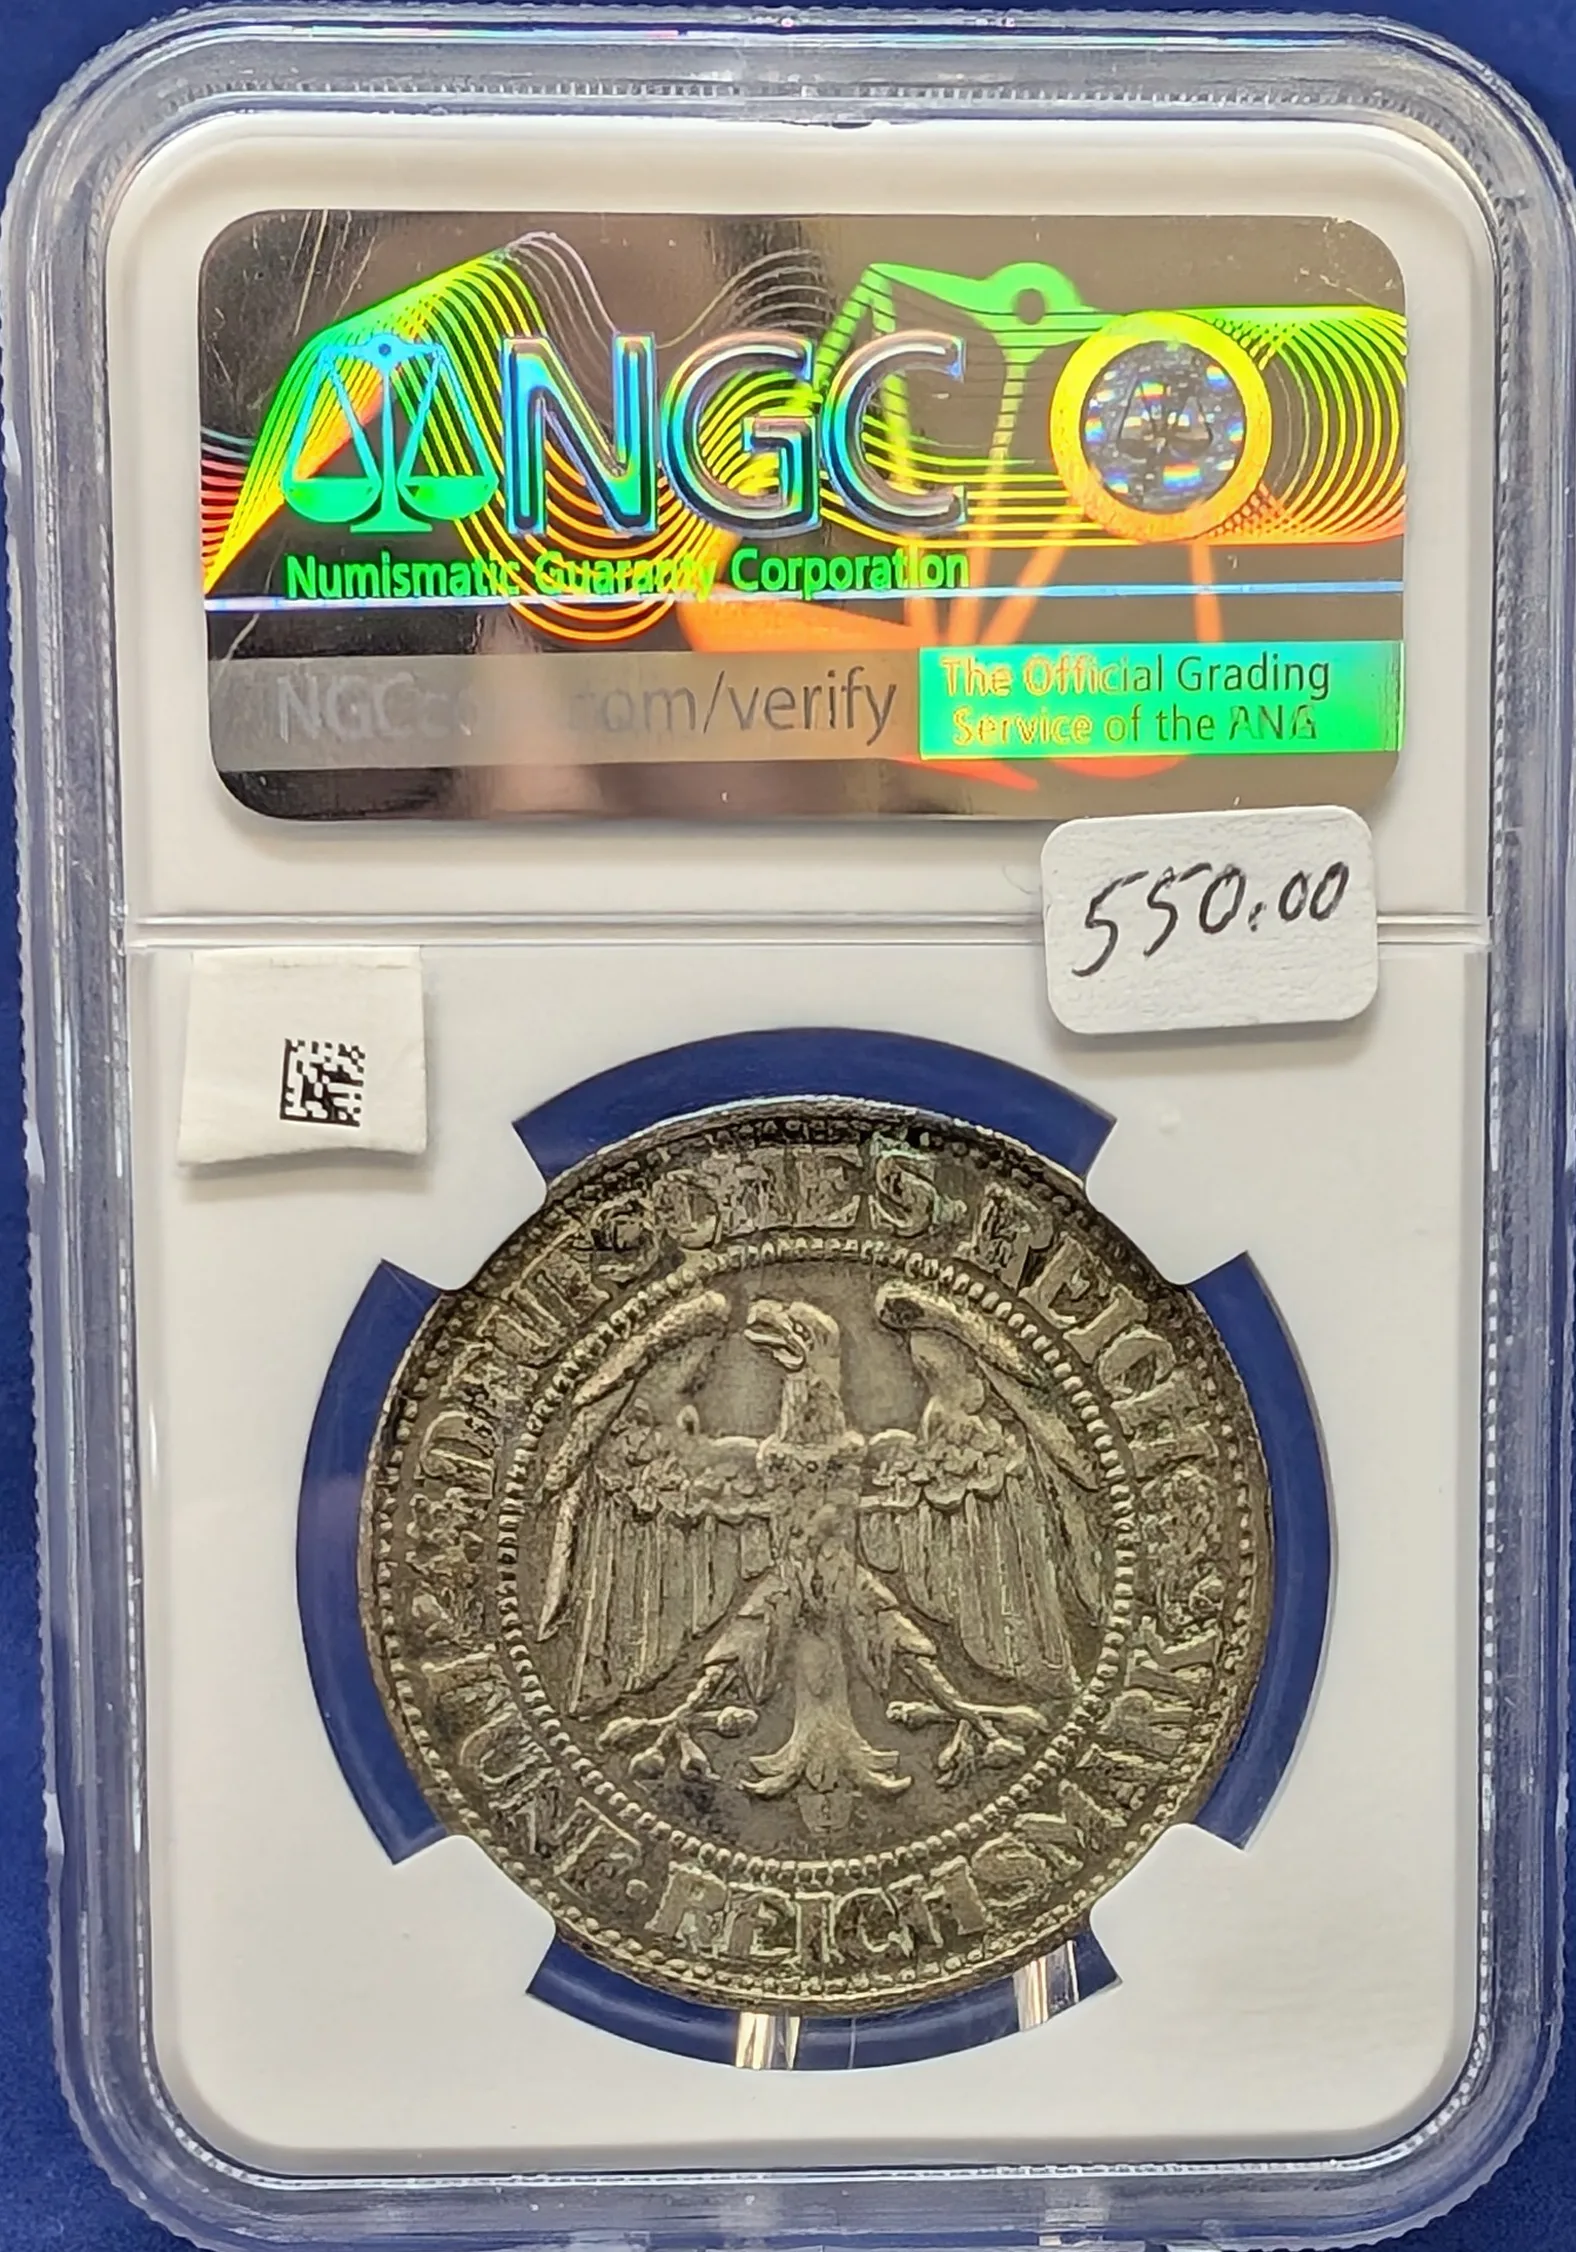 NGC
Numismatic Guaranty Corporation
com/verify
The Official Grading
Service of the ANA
550.00
DEUTSCHES · REICH
FÜNF · REICHSMARK